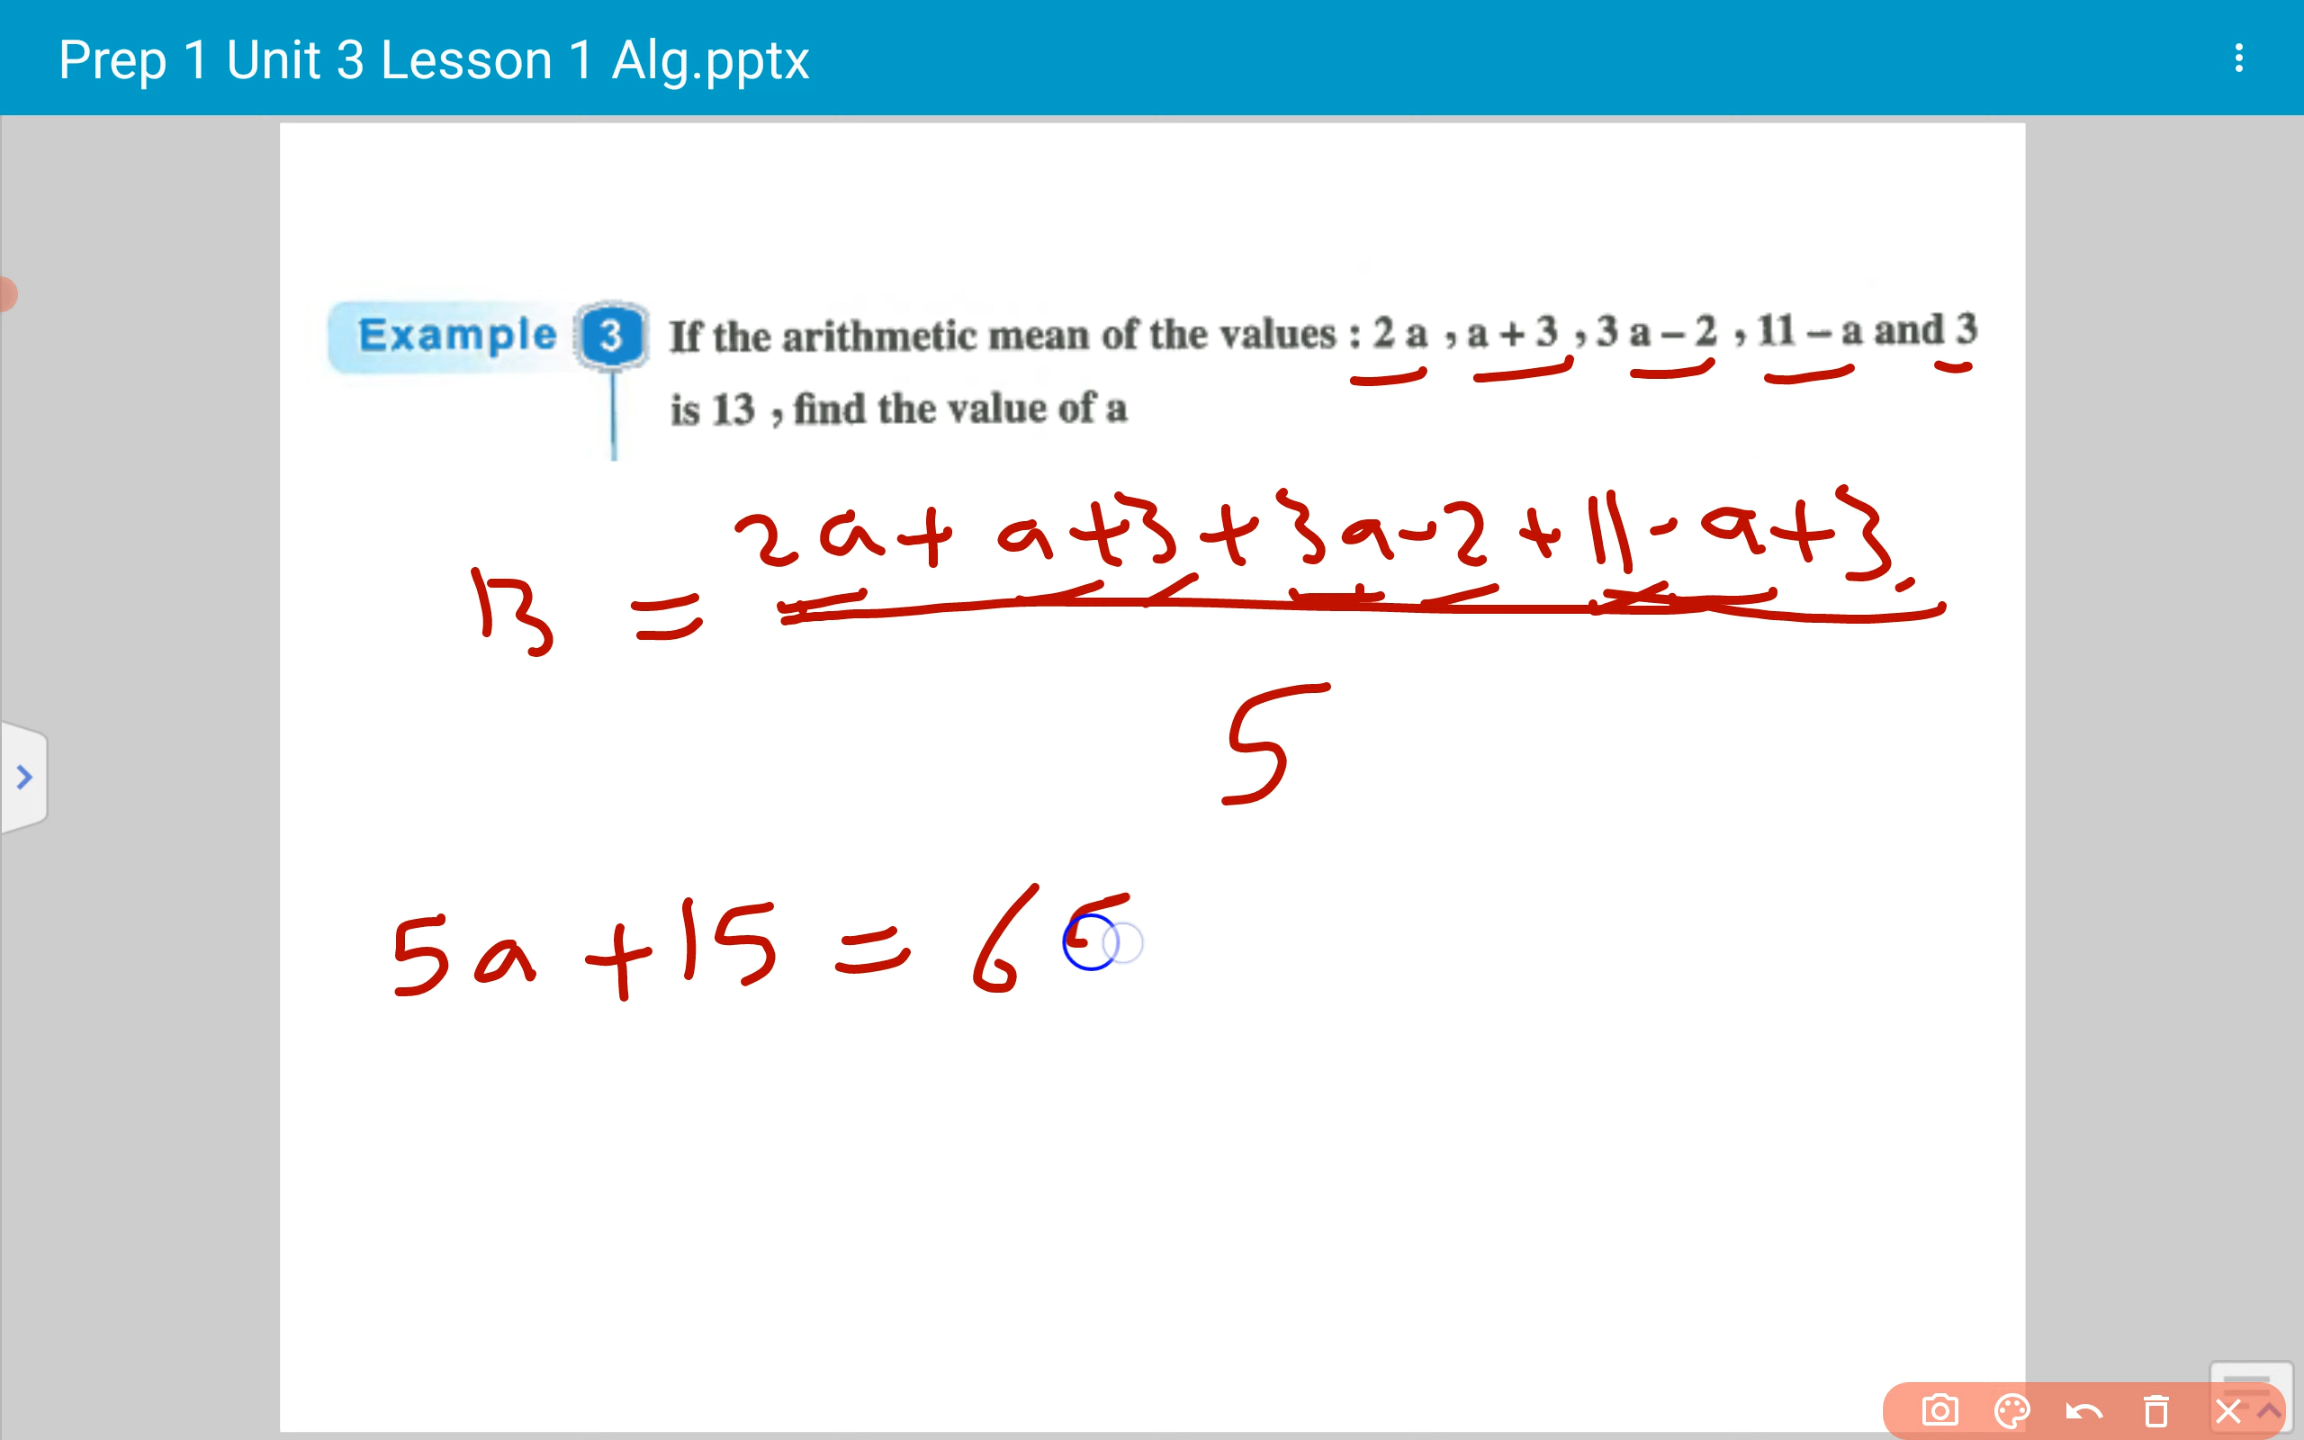 Prep 1 Unit 3 Lesson 1 Alg.pptx
Example 3 If the arithmetic mean of the values : 2 a , a + 3 , 3 a – 2 , 11 – a and 3
is 13 , find the value of a
2a + a+3 + 3a-2 + 11 - a + 3
13 =
5
5a + 15 = 65